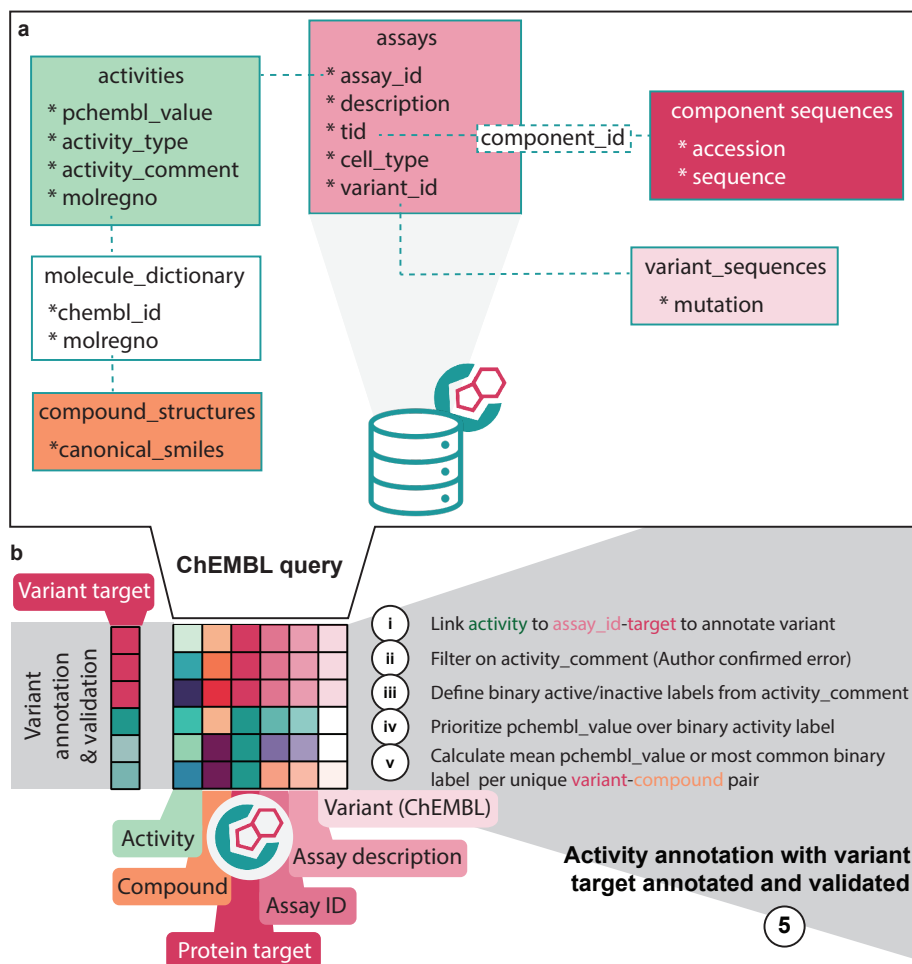 a
activities
* pchembl_value
* activity_type
* activity_comment
* molregno
assays
* assay_id
* description
* tid
* cell_type
* variant_id
component_id
component sequences
* accession
* sequence
molecule_dictionary
*chembl_id
* molregno
variant_sequences
* mutation
compound_structures
*canonical_smiles
b
ChEMBL query
Variant target
Variant
annotation
& validation
i Link activity to assay_id-target to annotate variant
ii Filter on activity_comment (Author confirmed error)
iii Define binary active/inactive labels from activity_comment
iv Prioritize pchembl_value over binary activity label
v Calculate mean pchembl_value or most common binary
label per unique variant-compound pair
Variant (ChEMBL)
Activity
Assay description
Compound
Assay ID
Protein target
Activity annotation with variant
target annotated and validated
5